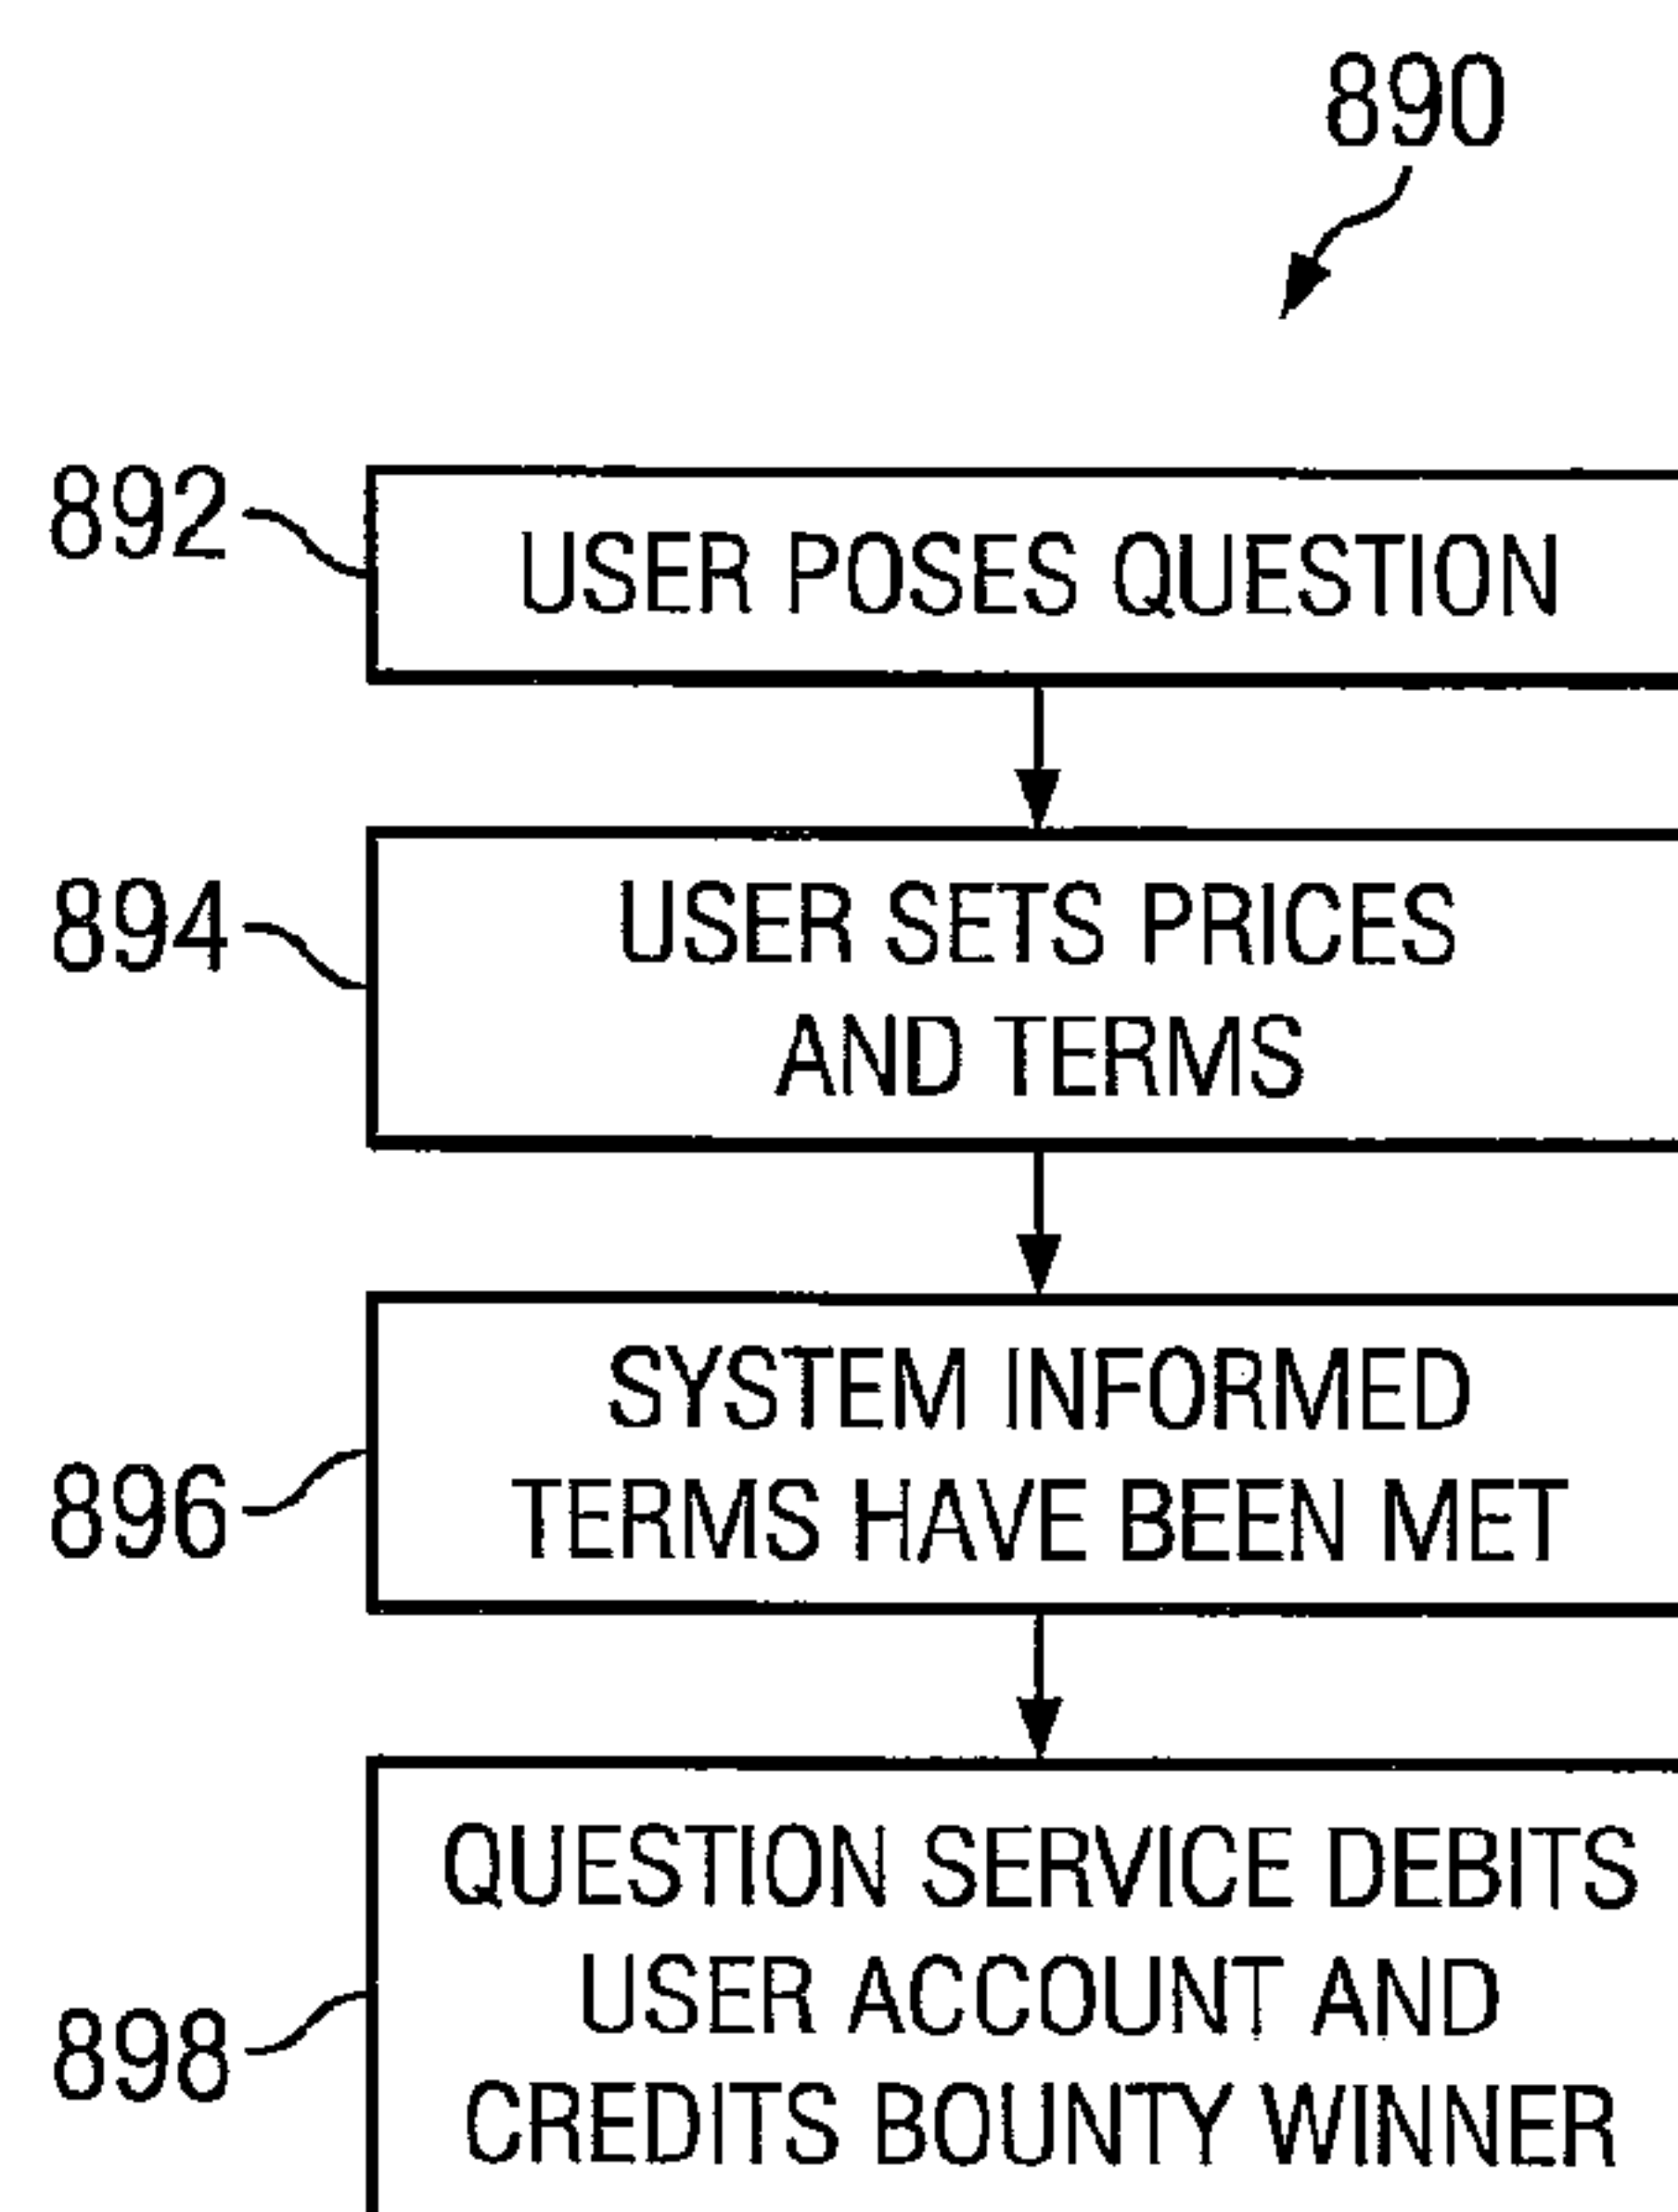 890
892
USER POSES QUESTION
894
USER SETS PRICES
AND TERMS
SYSTEM INFORMED
896
TERMS HAVE BEEN MET
QUESTION SERVICE DEBITS
USER ACCOUNT AND
898
CREDITS BOUNTY WINNER